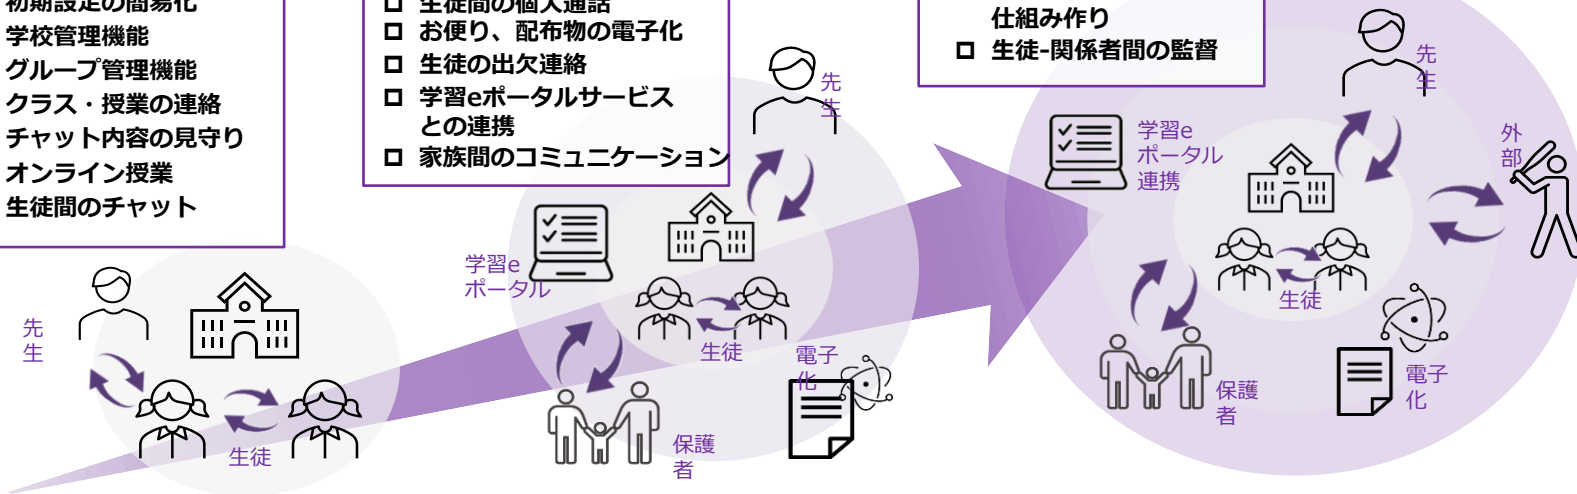 初期設定の簡易化
学校管理機能
グループ管理機能
クラス・授業の連絡
チャット内容の見守り
オンライン授業
生徒間のチャット
生徒間の個人通話
お便り、配布物の電子化
生徒の出欠連絡
学習eポータルサービス
との連携
家族間のコミュニケーション
仕組み作り
生徒-関係者間の監督
先
生
生徒
学習e
ポータル
先
生
生徒
電子
化
保護
者
学習e
ポータル
連携
先
生
外
部
生徒
電子
化
保護
者